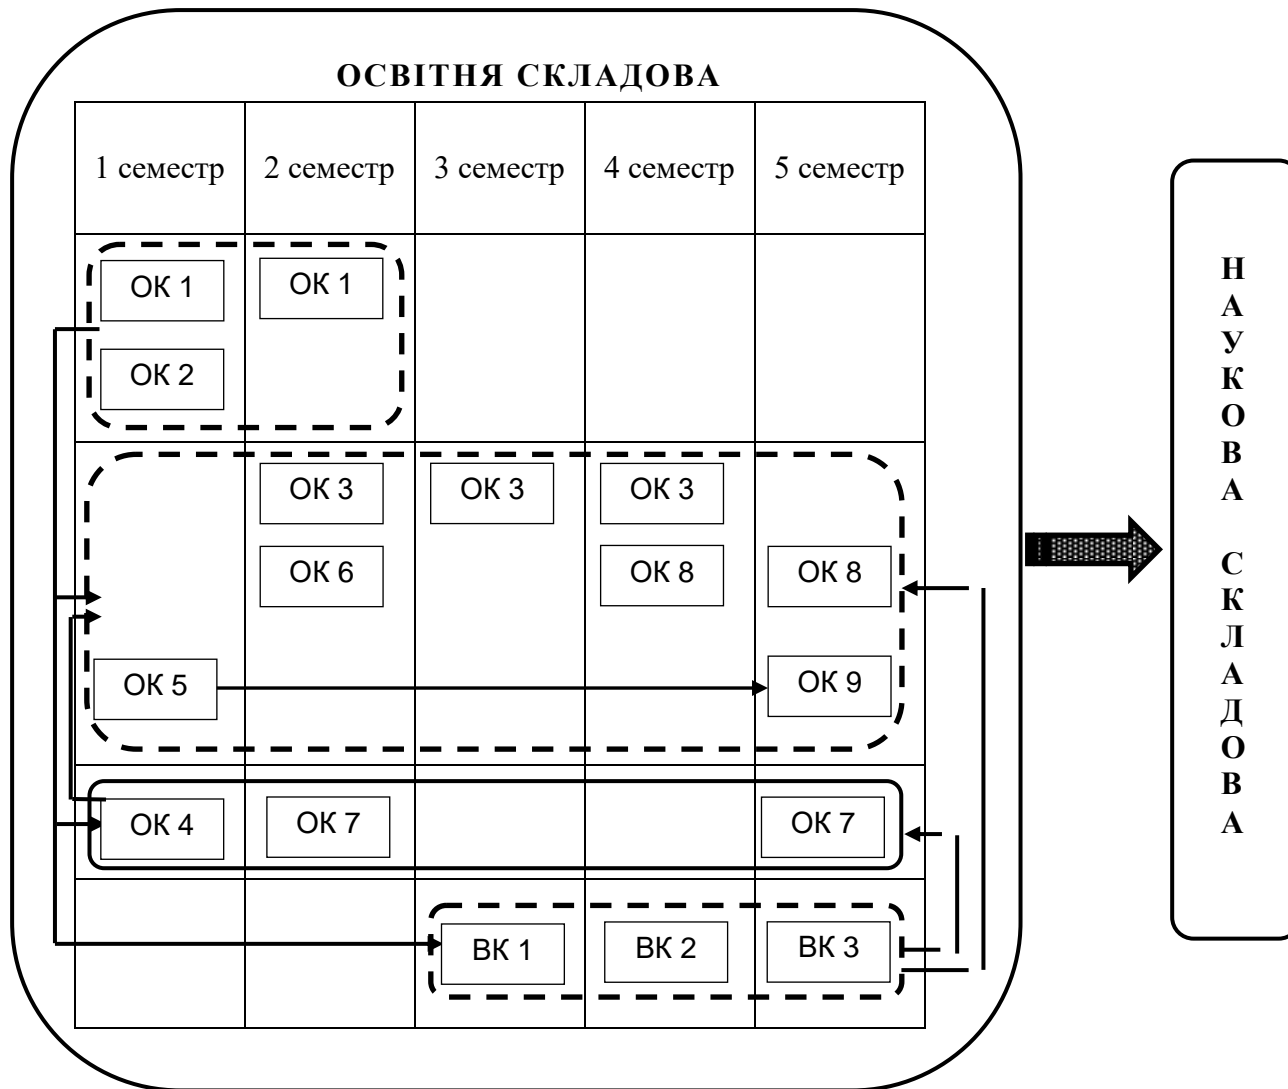 ОСВІТНЯ СКЛАДОВА
1 семестр 2 семестр 3 семестр 4 семестр 5 семестр
ОК 1 ОК 1
ОК 2
ОК 3 ОК 3 ОК 3
ОК 6 ОК 8 ОК 8
ОК 5 ОК 9
ОК 4 ОК 7 ОК 7
ВК 1 ВК 2 ВК 3
НАУКОВА СКЛАДОВА